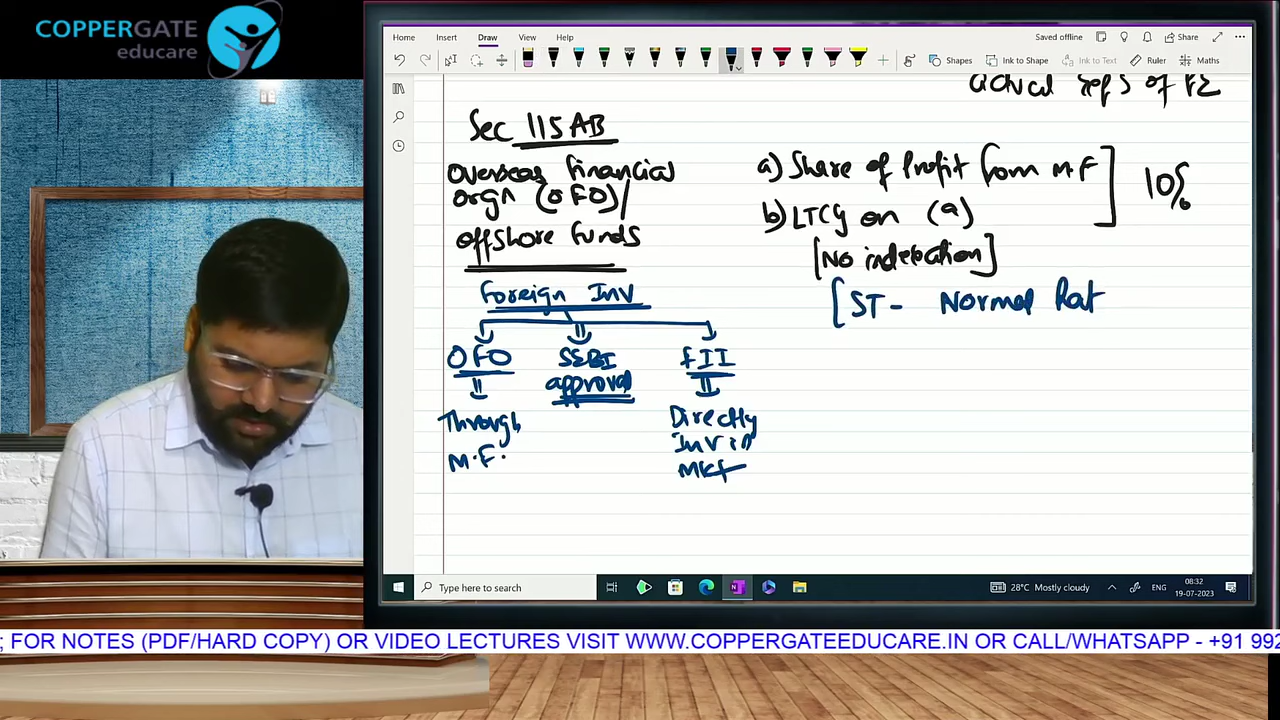 COPPERGATE
educare
Home Insert Draw View Help
Saved offline
Share
Shapes
Ink to Shape
Ink to Text
Ruler
Maths
actual
of FE
Sec 115AB
overseas financial
orgn (OFO)/
offshore funds
a) Share of Profit from M.F
b) LTCG on (a)
10%
[No indexation]
[ST- Normal Rat
Foreign Inv
OFO
SEBI
approval
FII
Through
M.F.
Directly
Inv in
Mkt
Type here to search
28°C Mostly cloudy
ENG
08:32
19-07-2023
; FOR NOTES (PDF/HARD COPY) OR VIDEO LECTURES VISIT WWW.COPPERGATEEDUCARE.IN OR CALL/WHATSAPP - +91 992